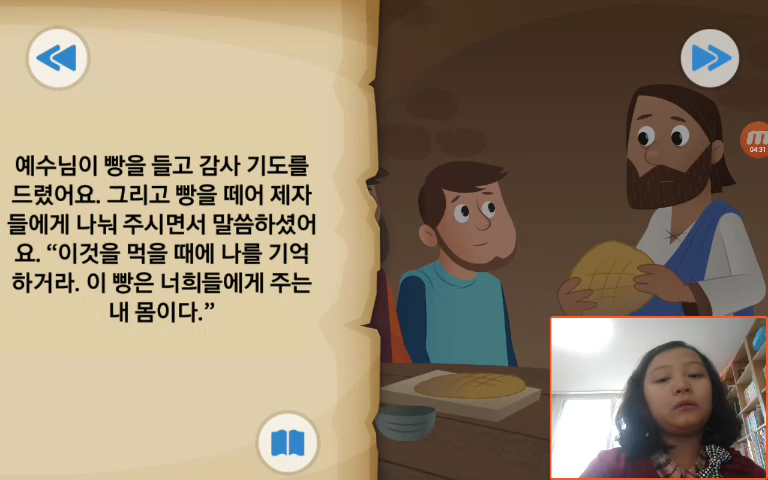 예수님이 빵을 들고 감사 기도를
드렸어요. 그리고 빵을 떼어 제자
들에게 나눠 주시면서 말씀하셨어
요. “이것을 먹을 때에 나를 기억
하거라. 이 빵은 너희들에게 주는
내 몸이다.”
04:31